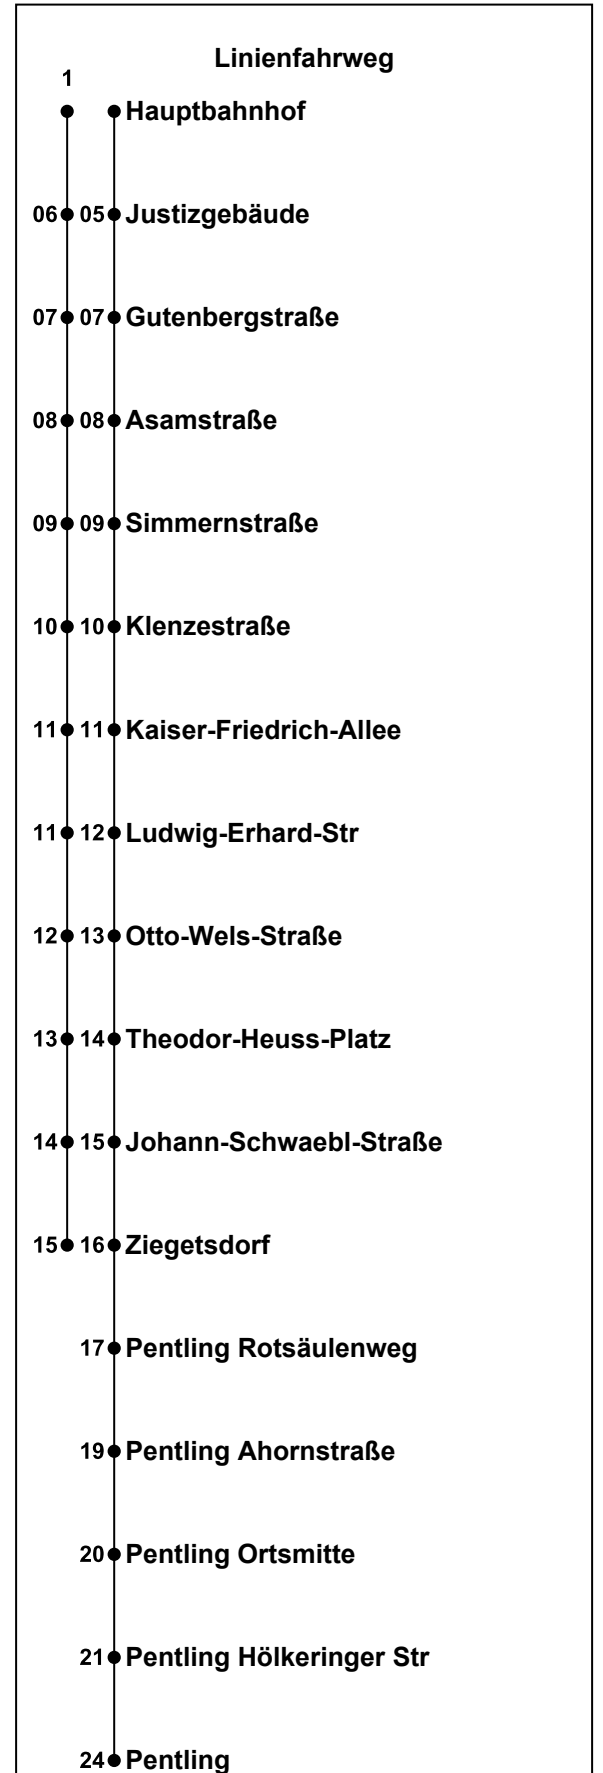 Linienfahrweg
1
Hauptbahnhof
06 05 Justizgebäude
07 07 Gutenbergstraße
08 08 Asamstraße
09 09 Simmernstraße
10 10 Klenzestraße
11 11 Kaiser-Friedrich-Allee
11 12 Ludwig-Erhard-Str
12 13 Otto-Wels-Straße
13 14 Theodor-Heuss-Platz
14 15 Johann-Schwaebl-Straße
15 16 Ziegetsdorf
17 Pentling Rotsäulenweg
19 Pentling Ahornstraße
20 Pentling Ortsmitte
21 Pentling Hölkeringer Str
24 Pentling